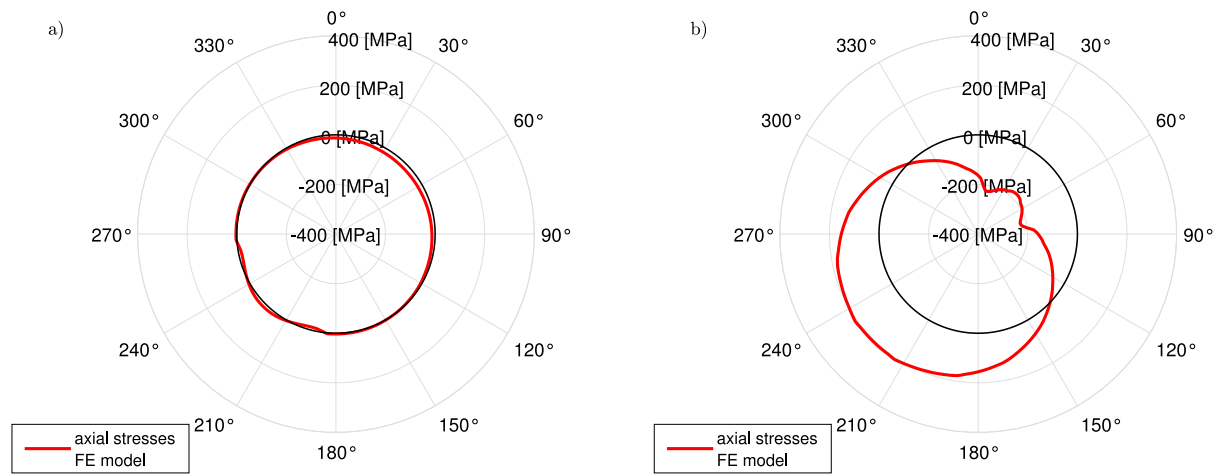 a)
0°
30°
60°
90°
120°
150°
180°
210°
240°
270°
300°
330°
400 [MPa]
200 [MPa]
0 [MPa]
-200 [MPa]
-400 [MPa]
axial stresses
FE model
b)
0°
30°
60°
90°
120°
150°
180°
210°
240°
270°
300°
330°
400 [MPa]
200 [MPa]
0 [MPa]
-200 [MPa]
-400 [MPa]
axial stresses
FE model